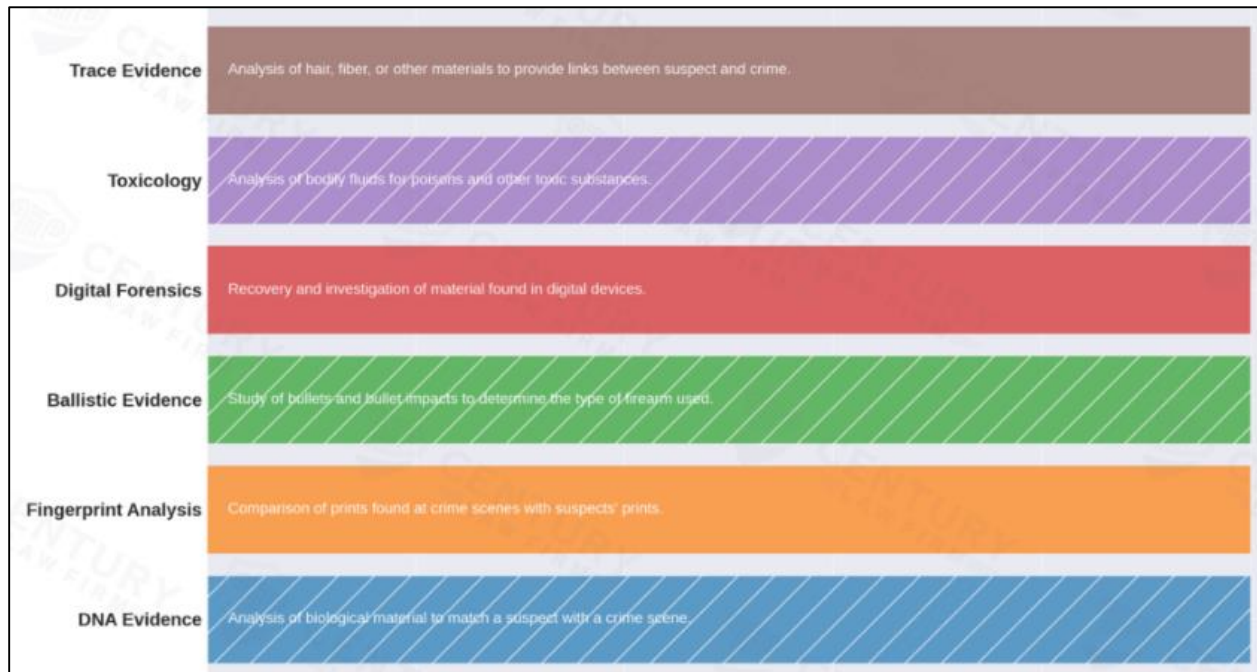 Trace Evidence
Analysis of hair, fiber, or other materials to provide links between suspect and crime.
Toxicology
Analysis of bodily fluids for poisons and other toxic substances.
Digital Forensics
Recovery and investigation of material found in digital devices.
Ballistic Evidence
Study of bullets and bullet impacts to determine the type of firearm used.
Fingerprint Analysis
Comparison of prints found at crime scenes with suspects' prints.
DNA Evidence
Analysis of biological material to match a suspect with a crime scene.
CENTURY
LAW FIRM